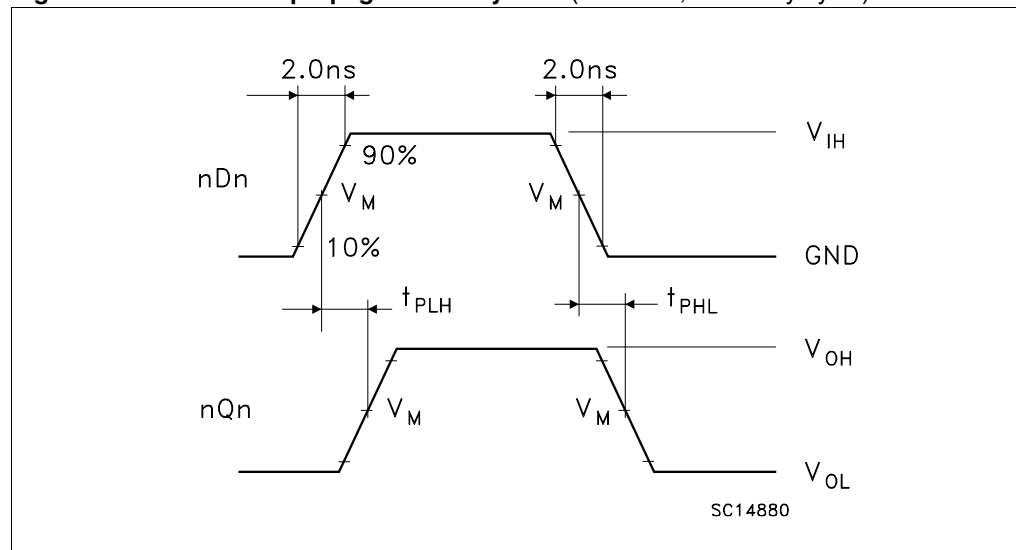 2.0ns 2.0ns
V_IH
90%
nDn
V_M V_M
10%
GND
t_PLH t_PHL
V_OH
nQn
V_M V_M
V_OL
SC14880